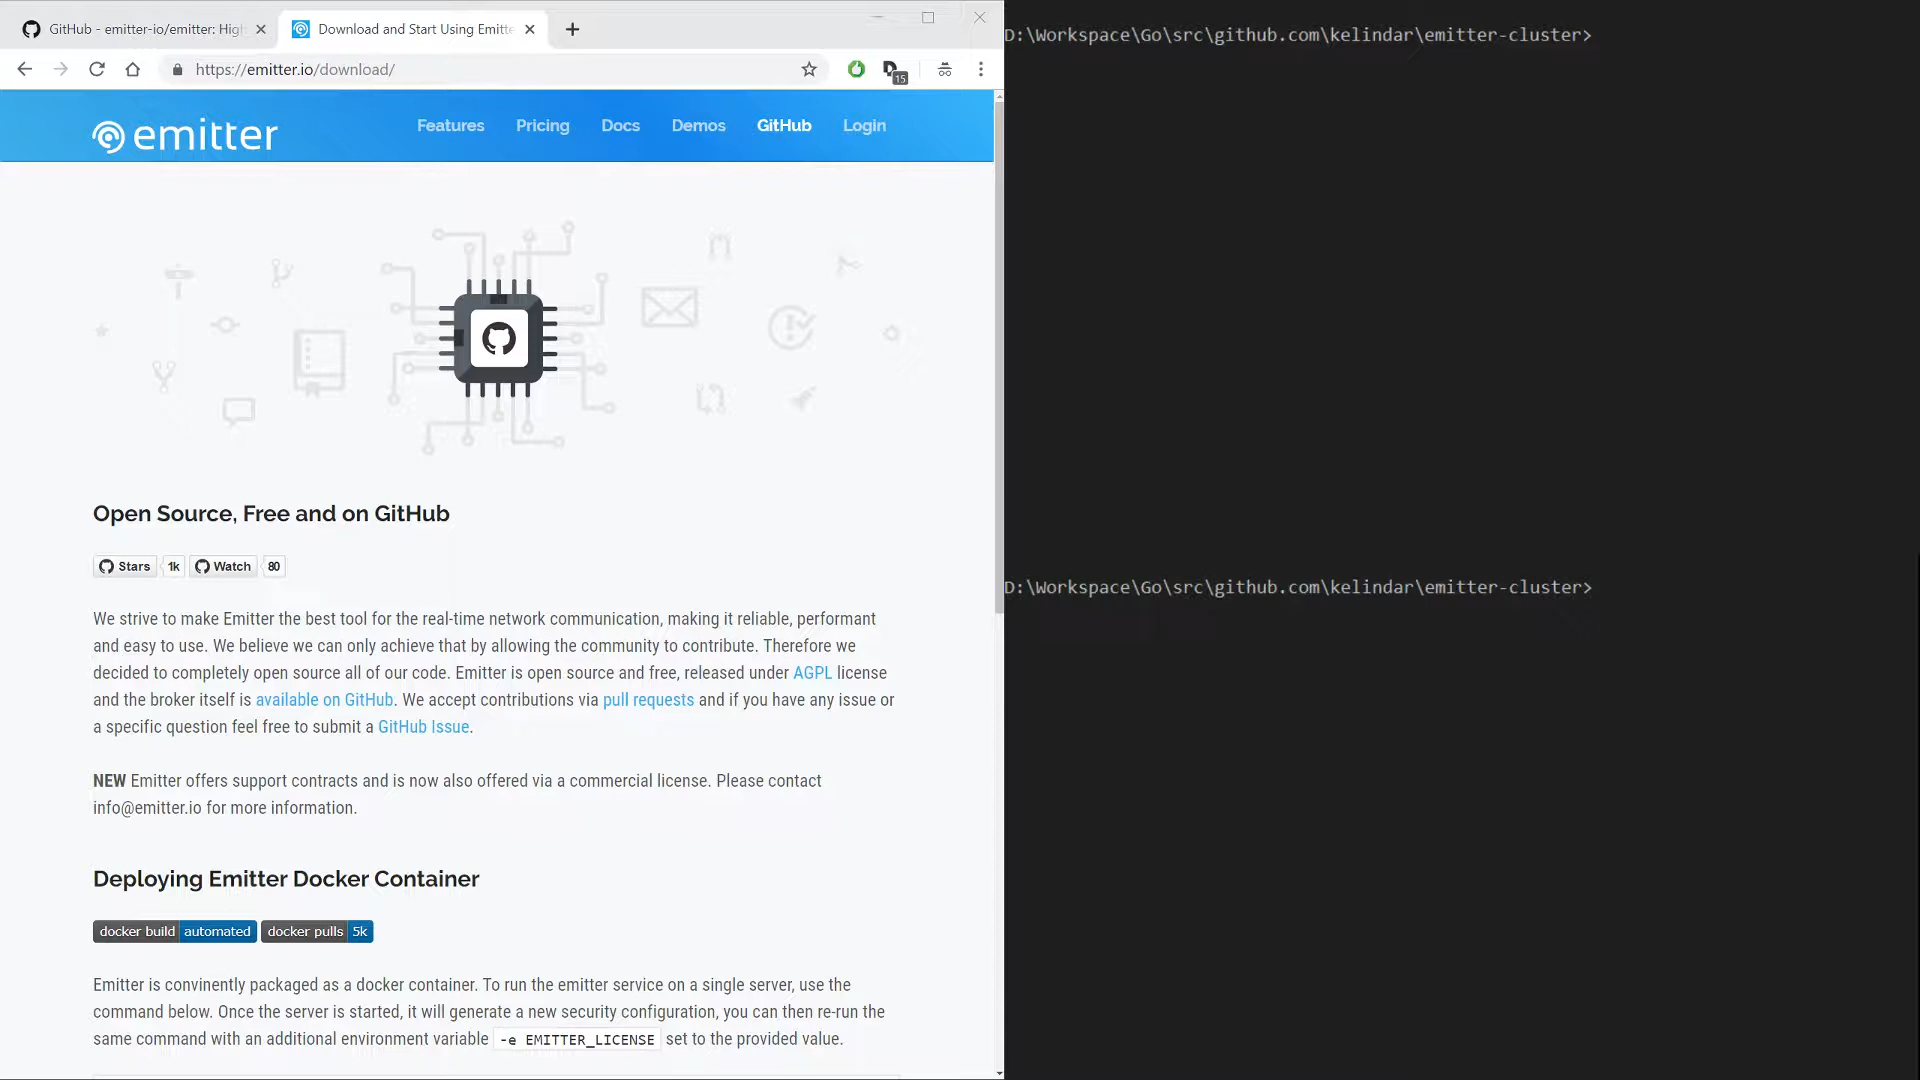 GitHub - emitter-io/emitter: Hig
Download and Start Using Emitte
https://emitter.io/download/
15
emitter
Features
Pricing
Docs
Demos
GitHub
Login
Open Source, Free and on GitHub
Stars 1k Watch 80
We strive to make Emitter the best tool for the real-time network communication, making it reliable, performant
and easy to use. We believe we can only achieve that by allowing the community to contribute. Therefore we
decided to completely open source all of our code. Emitter is open source and free, released under AGPL license
and the broker itself is available on GitHub. We accept contributions via pull requests and if you have any issue or
a specific question feel free to submit a GitHub Issue.
NEW Emitter offers support contracts and is now also offered via a commercial license. Please contact
info@emitter.io for more information.
Deploying Emitter Docker Container
docker build automated docker pulls 5k
Emitter is convinently packaged as a docker container. To run the emitter service on a single server, use the
command below. Once the server is started, it will generate a new security configuration, you can then re-run the
same command with an additional environment variable -e EMITTER_LICENSE set to the provided value.
D:\Workspace\Go\src\github.com\kelindar\emitter-cluster>
D:\Workspace\Go\src\github.com\kelindar\emitter-cluster>